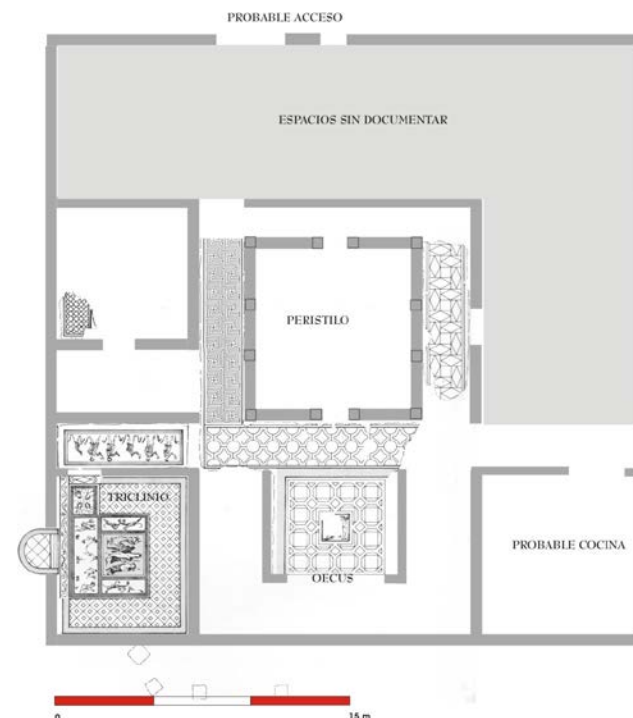 PROBABLE ACCESO
ESPACIOS SIN DOCUMENTAR
PERISTILO
TRICLINIO
PROBABLE COCINA
OECUS
0 15 m